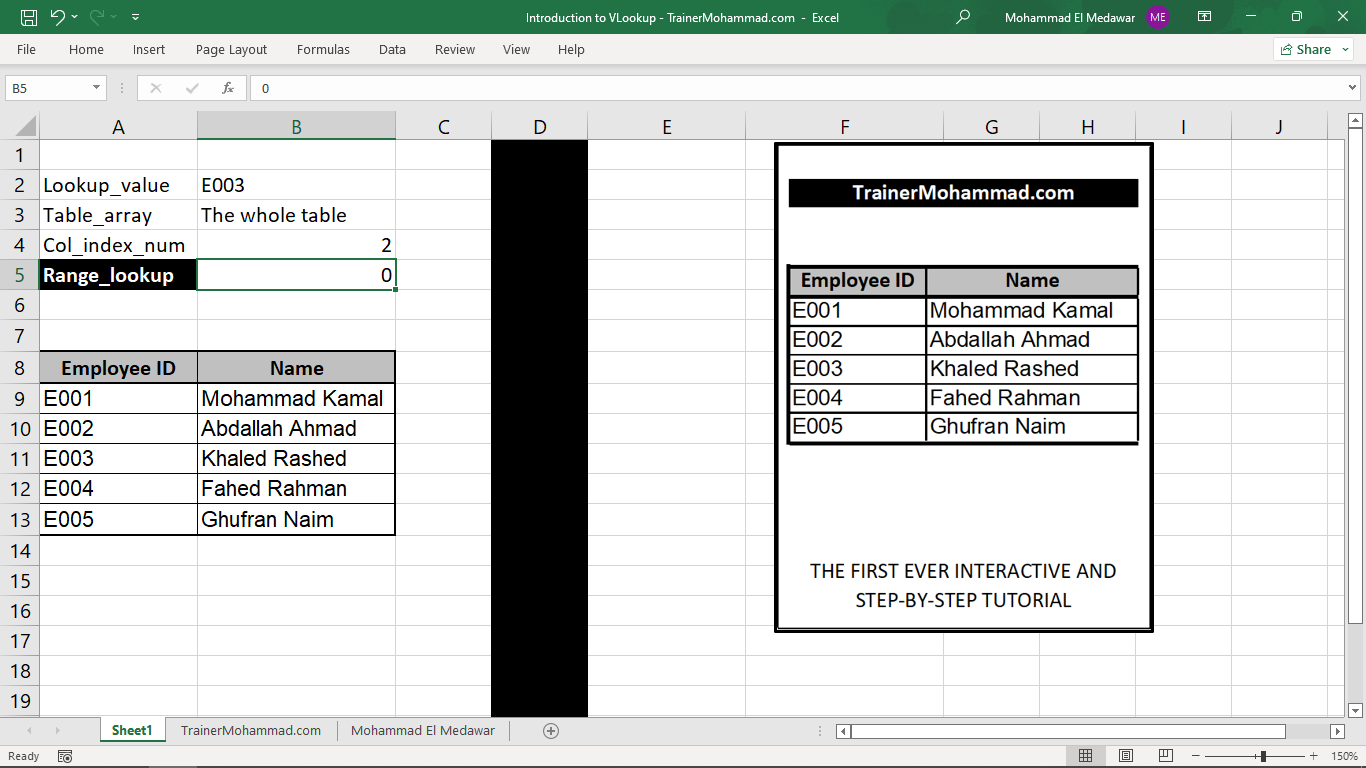 Introduction to VLookup - TrainerMohammad.com - Excel
Mohammad El Medawar
ME
File Home Insert Page Layout Formulas Data Review View Help
Share
B5
fx
0
A B C D E F G H I J
1
2 Lookup_value E003
3 Table_array The whole table
4 Col_index_num 2
5 Range_lookup 0
6
7
8 Employee ID Name
9 E001 Mohammad Kamal
10 E002 Abdallah Ahmad
11 E003 Khaled Rashed
12 E004 Fahed Rahman
13 E005 Ghufran Naim
14
15
16
17
18
19
TrainerMohammad.com
Employee ID Name
E001 Mohammad Kamal
E002 Abdallah Ahmad
E003 Khaled Rashed
E004 Fahed Rahman
E005 Ghufran Naim
THE FIRST EVER INTERACTIVE AND
STEP-BY-STEP TUTORIAL
Sheet1 TrainerMohammad.com Mohammad El Medawar
Ready
150%